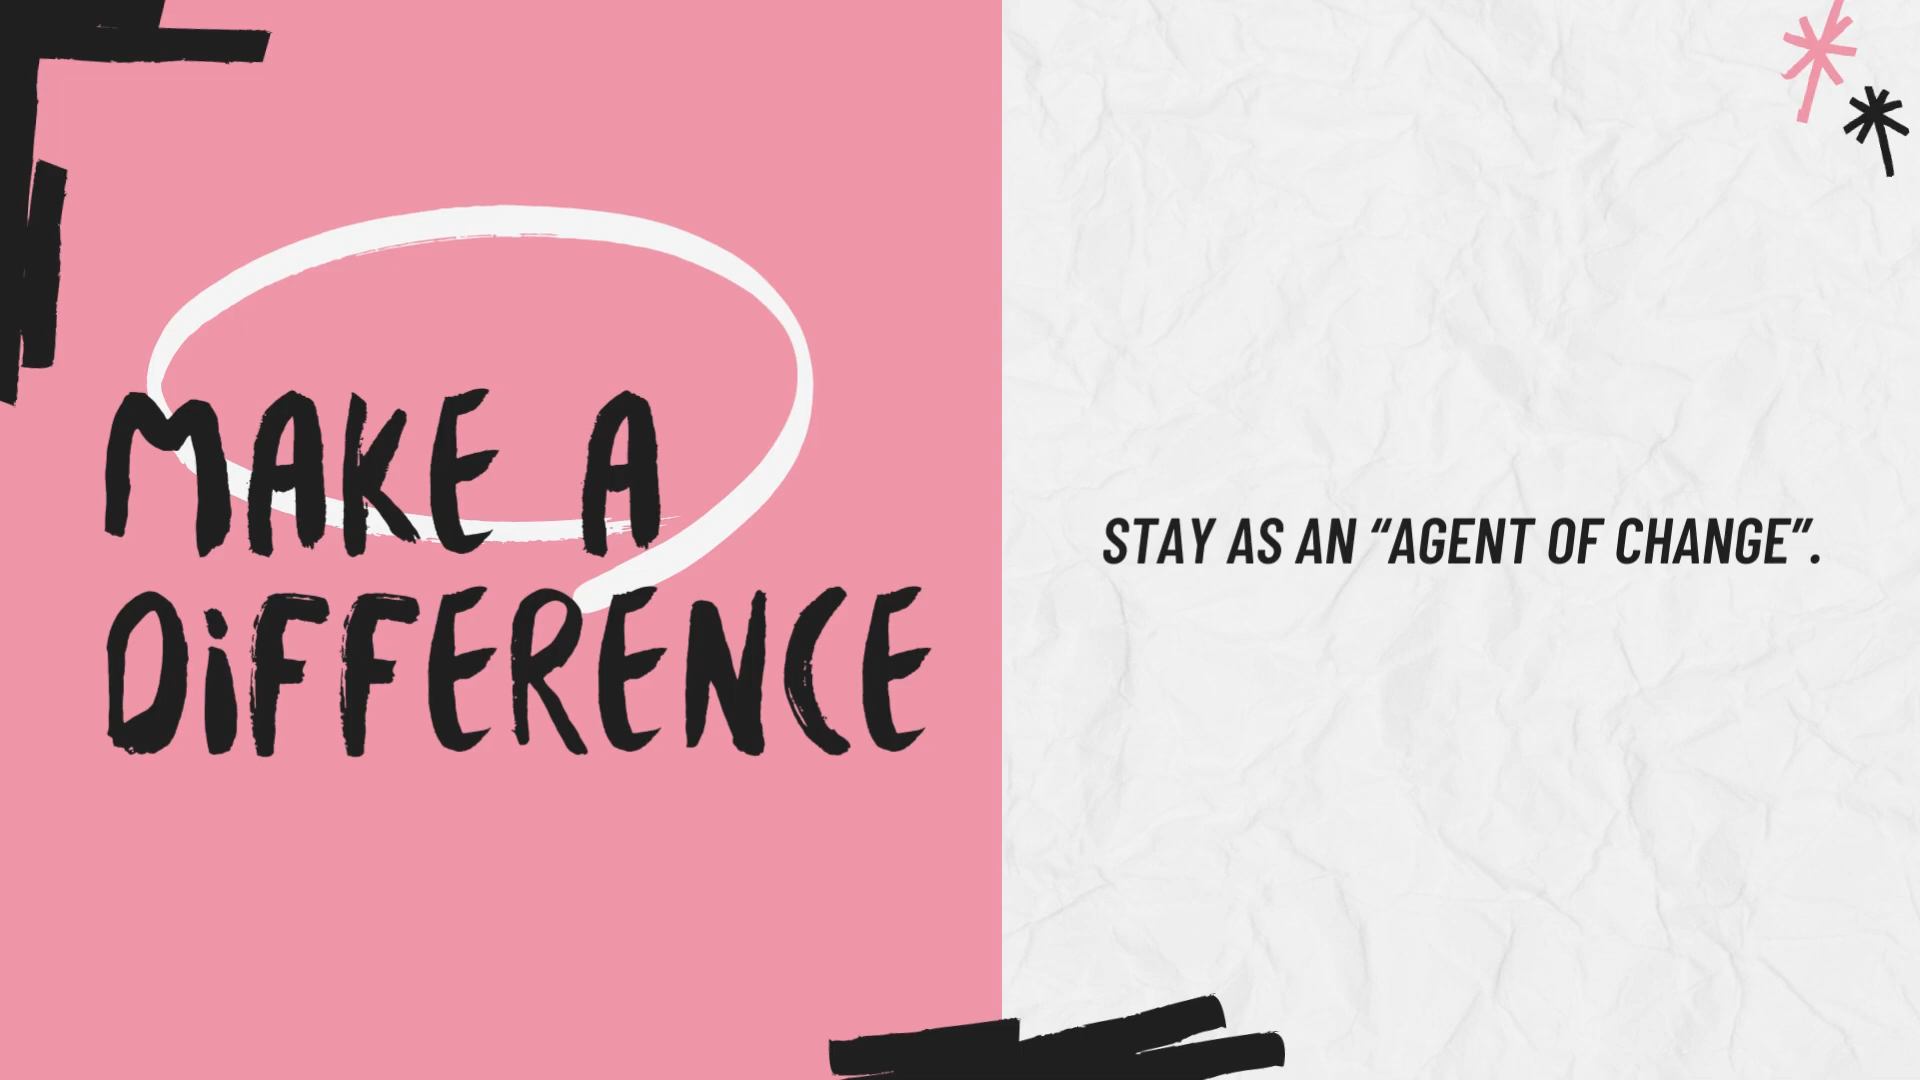 MAKE A
DiFFERENCE
STAY AS AN “AGENT OF CHANGE”.